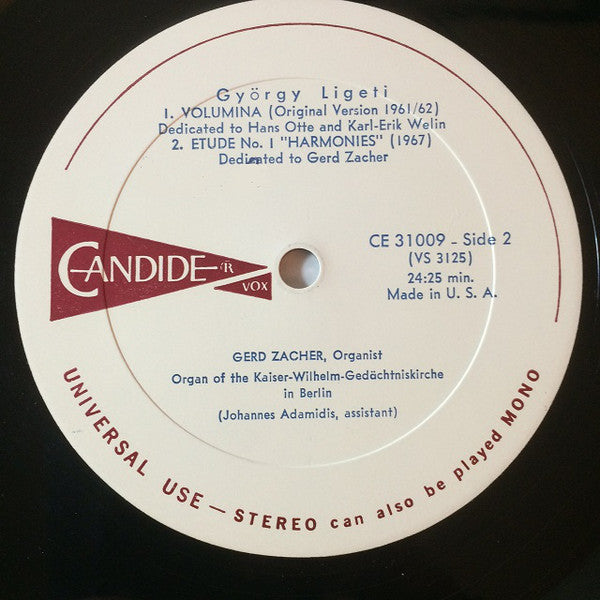 György Ligeti
1. VOLUMINA (Original Version 1961/62)
Dedicated to Hans Otte and Karl-Erik Welin
2. ETUDE No. 1 "HARMONIES" (1967)
Dedicated to Gerd Zacher
CANDIDE R
VOX
CE 31009 - Side 2
(VS 3125)
24:25 min.
Made in U. S. A.
GERD ZACHER, Organist
Organ of the Kaiser-Wilhelm-Gedächtniskirche
in Berlin
(Johannes Adamidis, assistant)
UNIVERSAL USE — STEREO can also be played MONO